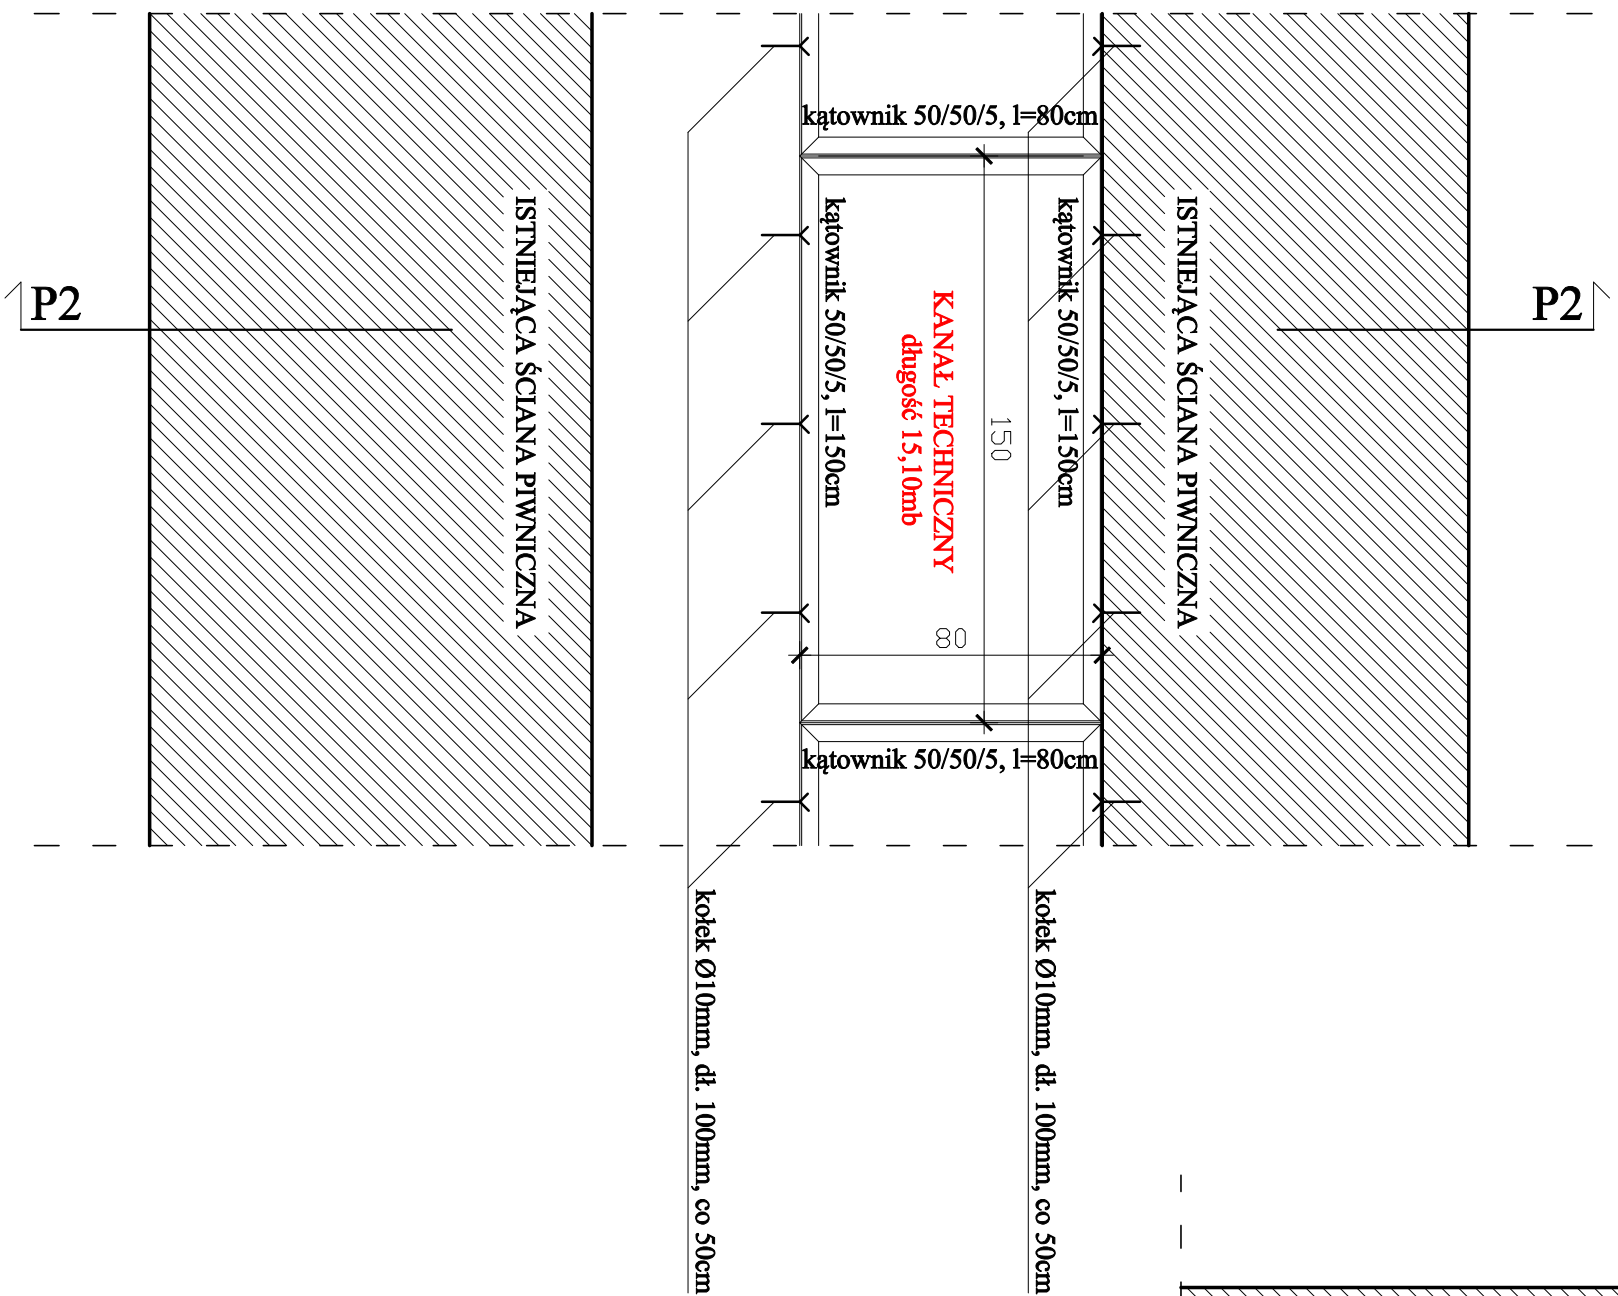 kątownik 50/50/5, l=80cm
ISTNIEJĄCA ŚCIANA PIWNICZNA
kątownik 50/50/5, l=150cm
KANAŁ TECHNICZNY
długość 15,10mb
150
kątownik 50/50/5, l=150cm
ISTNIEJĄCA ŚCIANA PIWNICZNA
P2
P2
80
kątownik 50/50/5, l=80cm
kołek Ø10mm, dł. 100mm, co 50cm
kołek Ø10mm, dł. 100mm, co 50cm